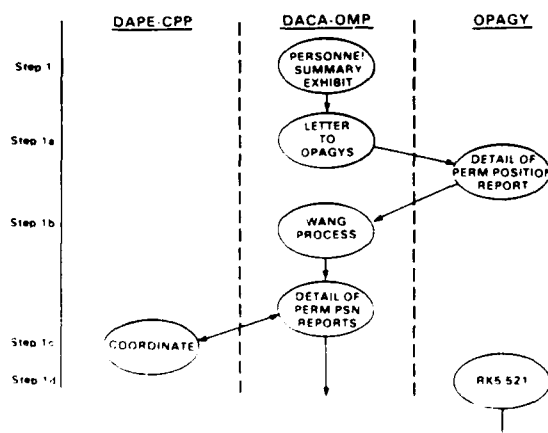 DAPE-CPP DACA-OMP OPAGY
Step 1
PERSONNEL
SUMMARY
EXHIBIT
Step 1a
LETTER
TO
OPAGYS
DETAIL OF
PERM POSITION
REPORT
Step 1b
WANG
PROCESS
DETAIL OF
PERM PSN
REPORTS
Step 1c
COORDINATE
Step 1d
RK5 521